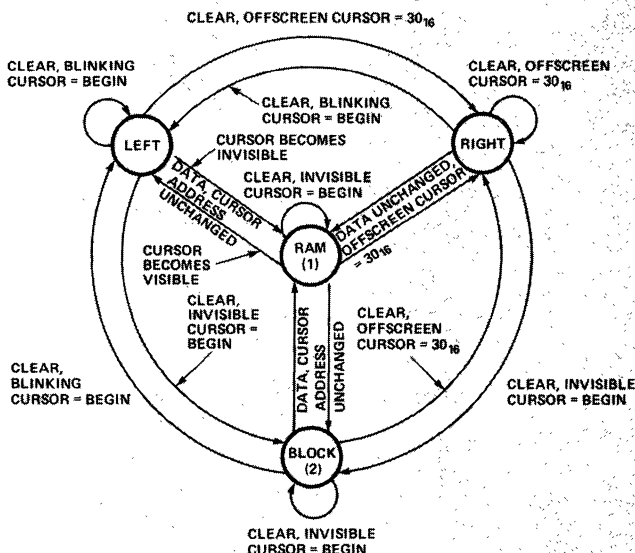 CLEAR, OFFSCREEN CURSOR = 30₁₆
CLEAR, BLINKING
CURSOR = BEGIN
CLEAR, OFFSCREEN
CURSOR = 30₁₆
CLEAR, BLINKING
CURSOR = BEGIN
LEFT
RIGHT
CURSOR BECOMES
INVISIBLE
CLEAR, INVISIBLE
CURSOR = BEGIN
DATA, CURSOR
ADDRESS
UNCHANGED
DATA UNCHANGED,
OFFSCREEN CURSOR
= 30₁₆
RAM
(1)
CURSOR
BECOMES
VISIBLE
CLEAR,
INVISIBLE
CURSOR =
BEGIN
DATA, CURSOR
ADDRESS
UNCHANGED
CLEAR,
OFFSCREEN
CURSOR = 30₁₆
CLEAR,
BLINKING
CURSOR = BEGIN
CLEAR, INVISIBLE
CURSOR = BEGIN
BLOCK
(2)
CLEAR, INVISIBLE
CURSOR = BEGIN